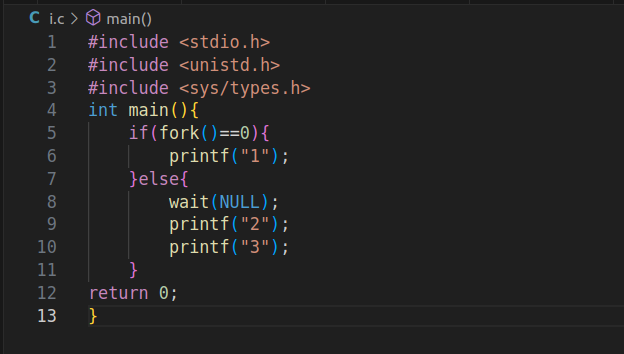 C i.c > main()
1 #include <stdio.h>
2 #include <unistd.h>
3 #include <sys/types.h>
4 int main(){
5     if(fork()==0){
6         printf("1");
7     }else{
8         wait(NULL);
9         printf("2");
10         printf("3");
11     }
12 return 0;
13 }